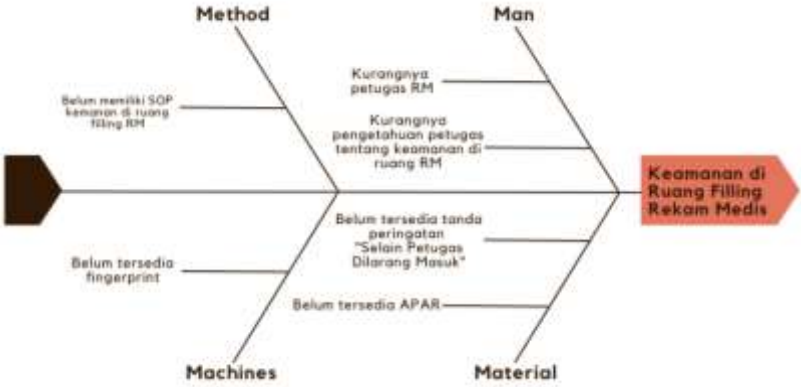 Method
Man
Belum memiliki SOP
kemanan di ruang
filling RM
Kurangnya
petugas RM
Kurangnya
pengetahuan petugas
tentang keamanan di
ruang RM
Keamanan di
Ruang Filling
Rekam Medis
Belum tersedia
fingerprint
Belum tersedia tanda
peringatan
"Selain Petugas
Dilarang Masuk"
Belum tersedia APAR
Machines
Material